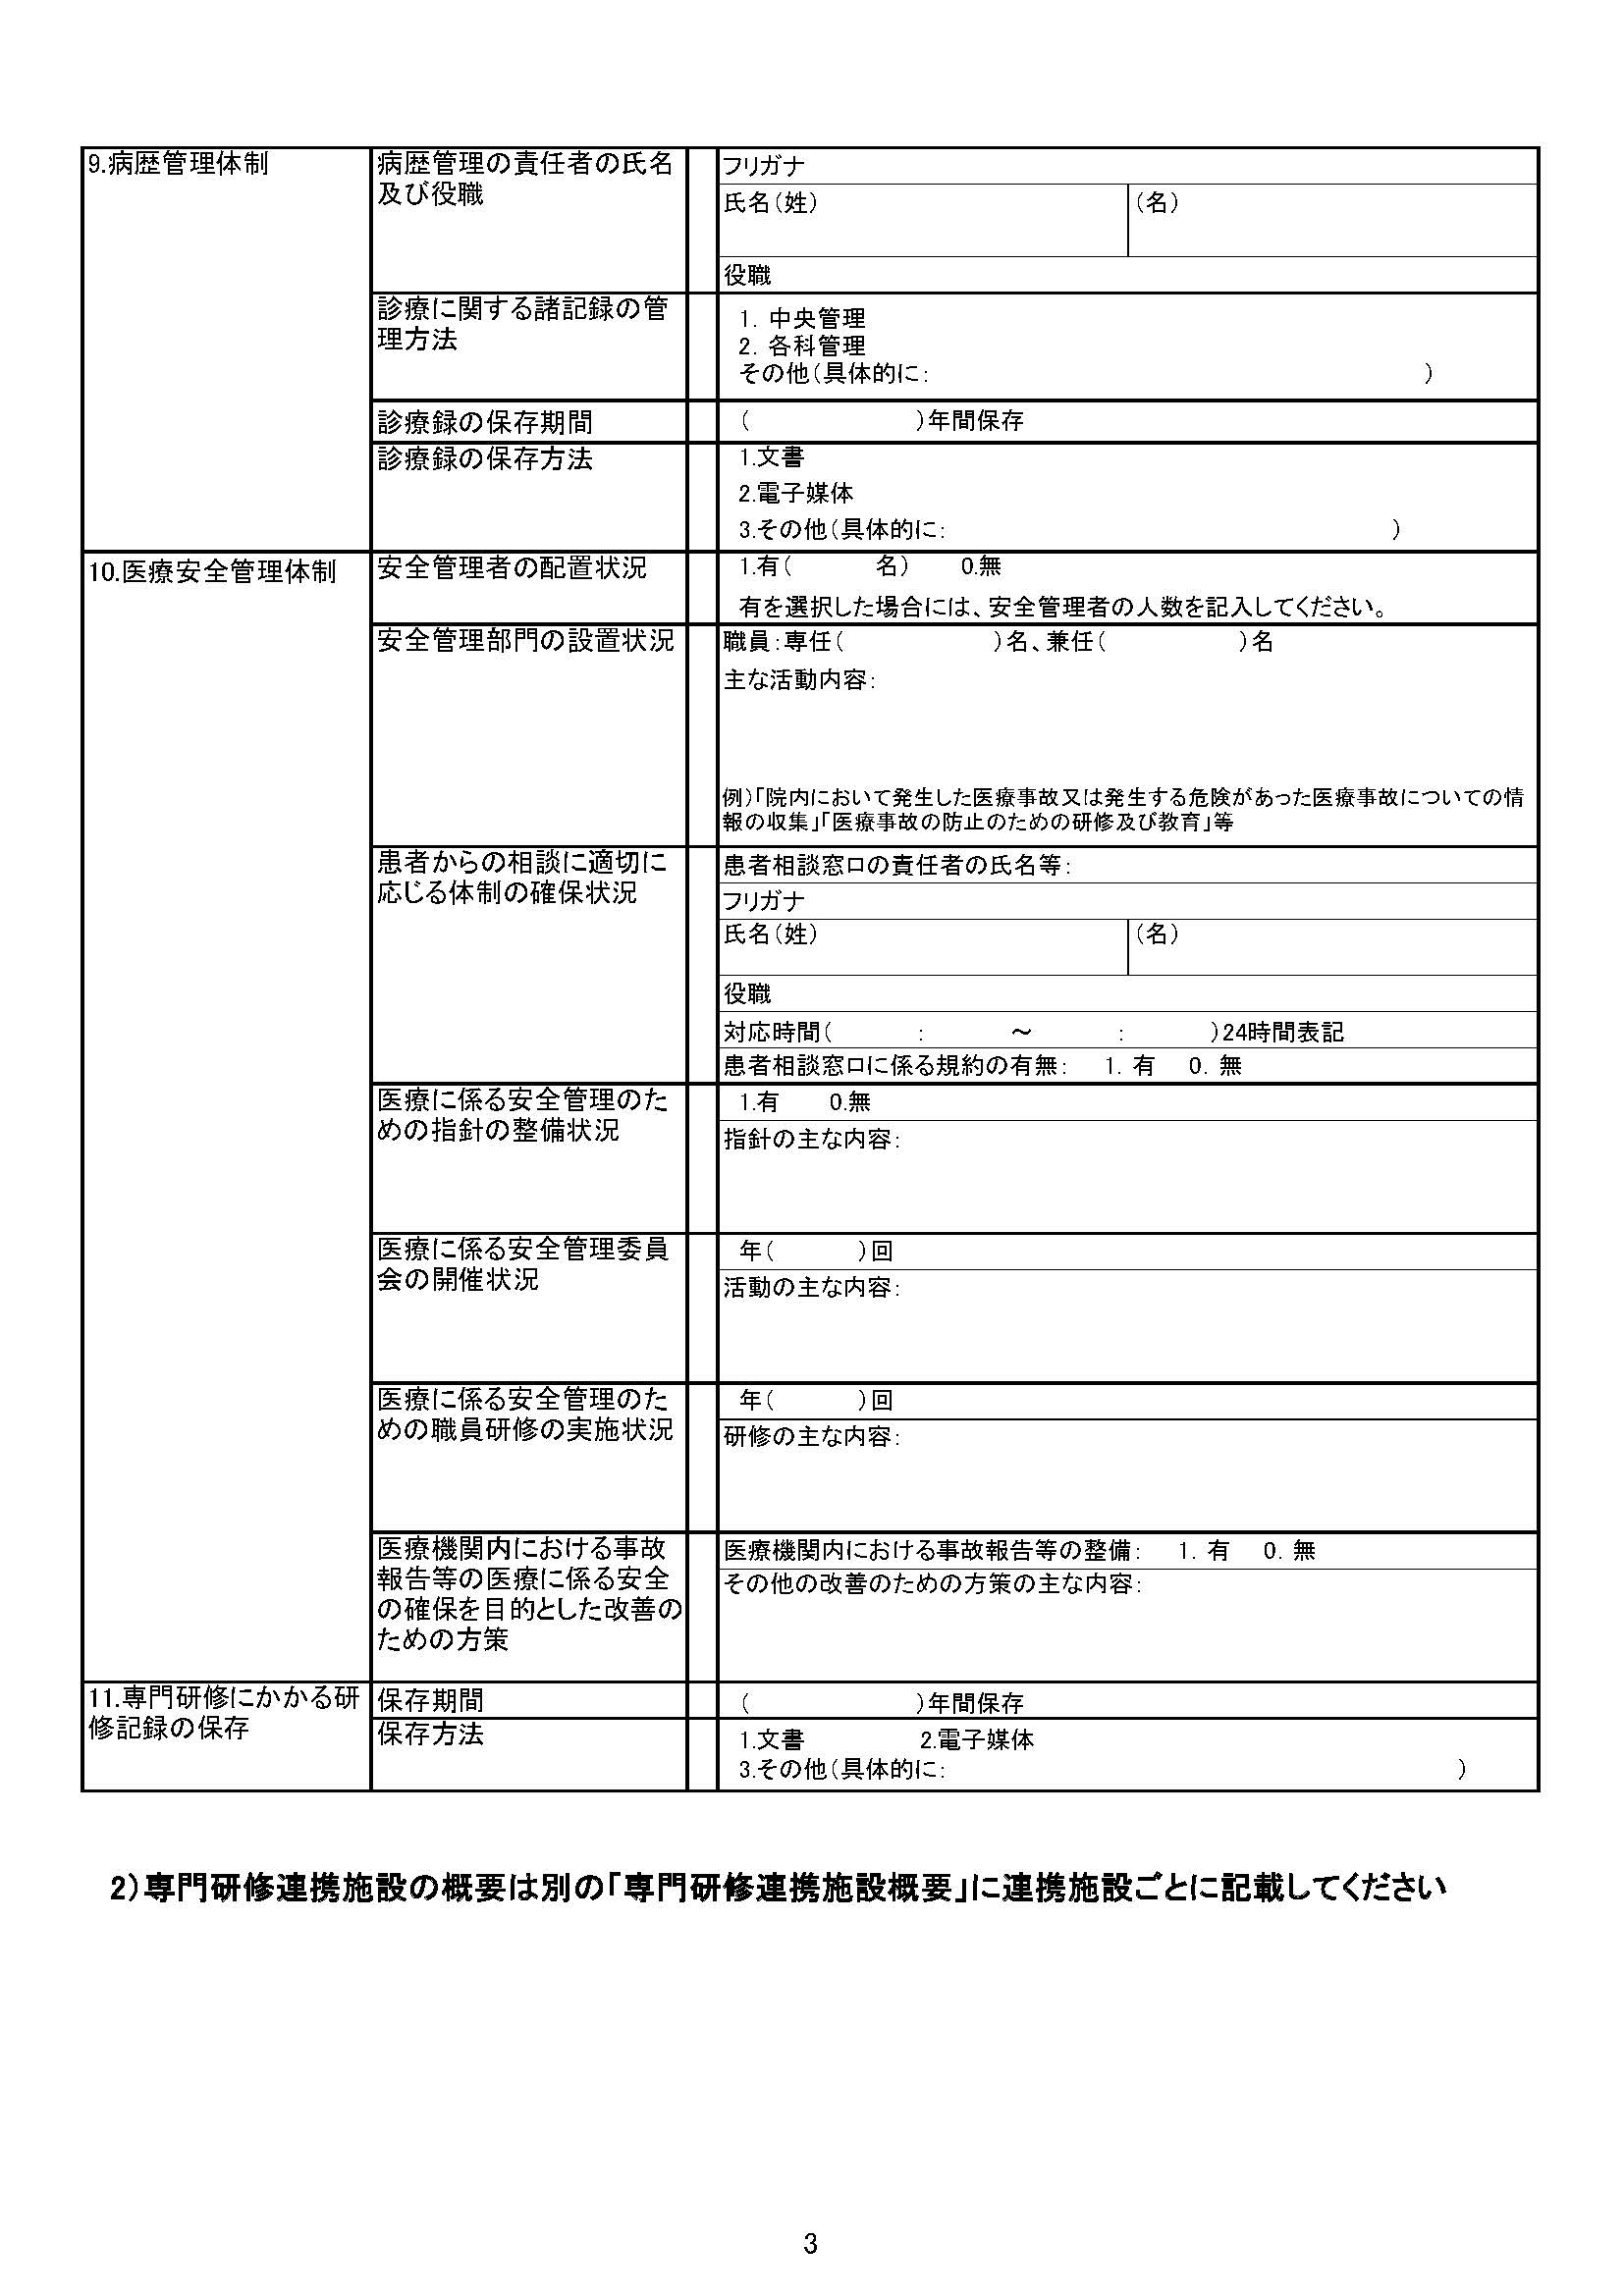 9.病歴管理体制
病歴管理の責任者の氏名
及び役職
フリガナ
氏名（姓）
（名）
役職
診療に関する諸記録の管
理方法
1. 中央管理
2. 各科管理
その他（具体的に： ）
診療録の保存期間
（ ）年間保存
診療録の保存方法
1.文書
2.電子媒体
3.その他（具体的に： ）
10.医療安全管理体制
安全管理者の配置状況
1.有（ 名） 0.無
有を選択した場合には、安全管理者の人数を記入してください。
安全管理部門の設置状況
職員：専任（ ）名、兼任（ ）名
主な活動内容：
例）「院内において発生した医療事故又は発生する危険があった医療事故についての情
報の収集」「医療事故の防止のための研修及び教育」等
患者からの相談に適切に
応じる体制の確保状況
患者相談窓口の責任者の氏名等：
フリガナ
氏名（姓）
（名）
役職
対応時間（ ： ～ ： ）24時間表記
患者相談窓口に係る規約の有無： 1. 有 0. 無
医療に係る安全管理のた
めの指針の整備状況
1.有 0.無
指針の主な内容：
医療に係る安全管理委員
会の開催状況
年（ ）回
活動の主な内容：
医療に係る安全管理のた
めの職員研修の実施状況
年（ ）回
研修の主な内容：
医療機関内における事故
報告等の医療に係る安全
の確保を目的とした改善の
ための方策
医療機関内における事故報告等の整備： 1. 有 0. 無
その他の改善のための方策の主な内容：
11.専門研修にかかる研
修記録の保存
保存期間
（ ）年間保存
保存方法
1.文書 2.電子媒体
3.その他（具体的に： ）
2）専門研修連携施設の概要は別の「専門研修連携施設概要」に連携施設ごとに記載してください
3